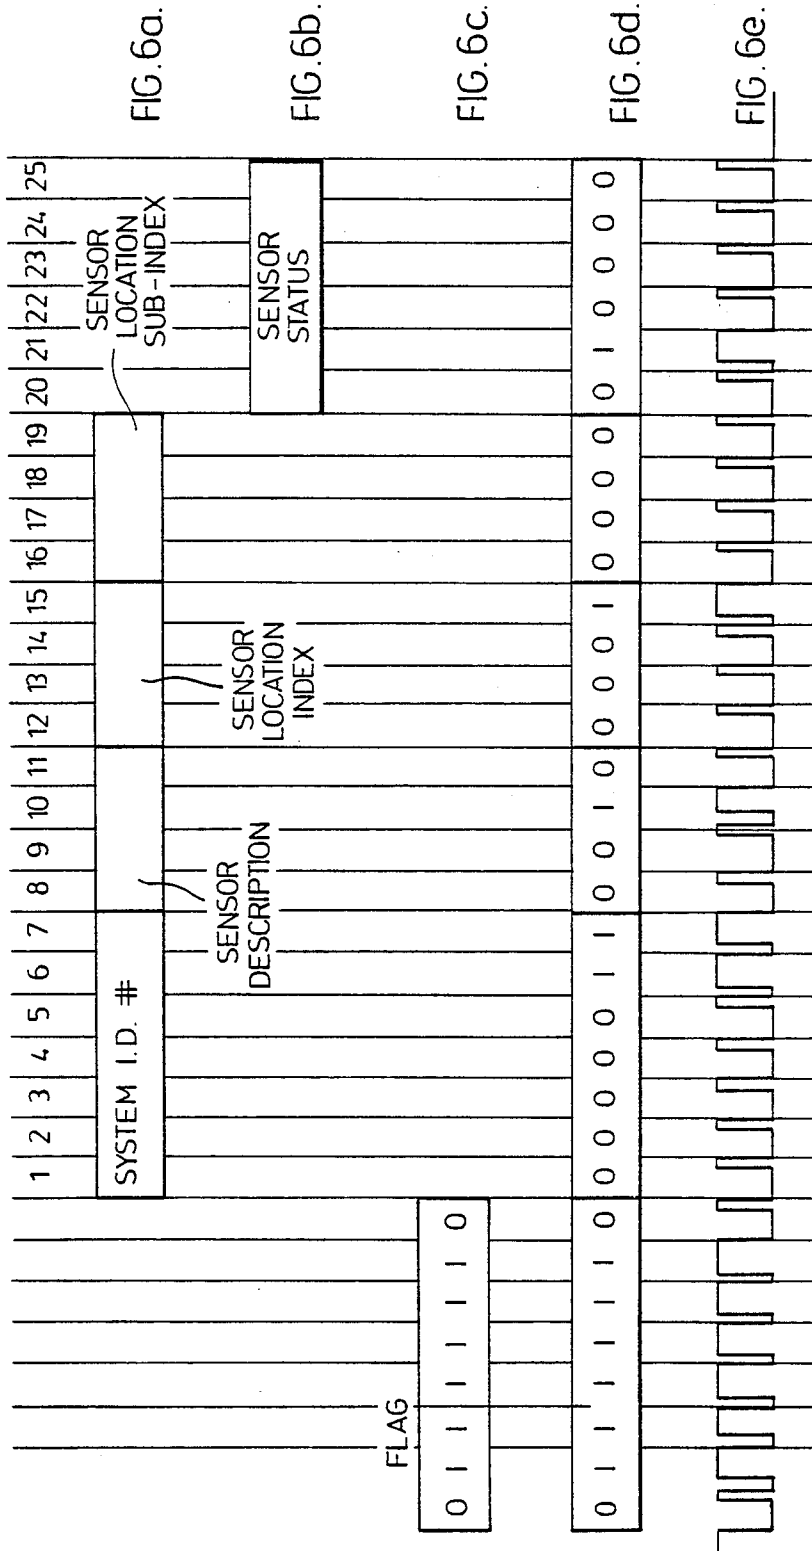 1 2 3 4 5 6 7 8 9 10 11 12 13 14 15 16 17 18 19 20 21 22 23 24 25
SENSOR
LOCATION
SUB-INDEX
SYSTEM I.D. #
FIG.6a.
SENSOR
DESCRIPTION
SENSOR
LOCATION
INDEX
SENSOR
STATUS
FIG.6b.
FLAG
0 1 1 1 1 1 1 0
FIG.6c.
0 1 1 1 1 1 1 0 0 0 0 0 0 1 1 0 0 1 0 0 0 0 1 0 0 0 0 0 1 0 0 0 0
FIG.6d.
FIG.6e.